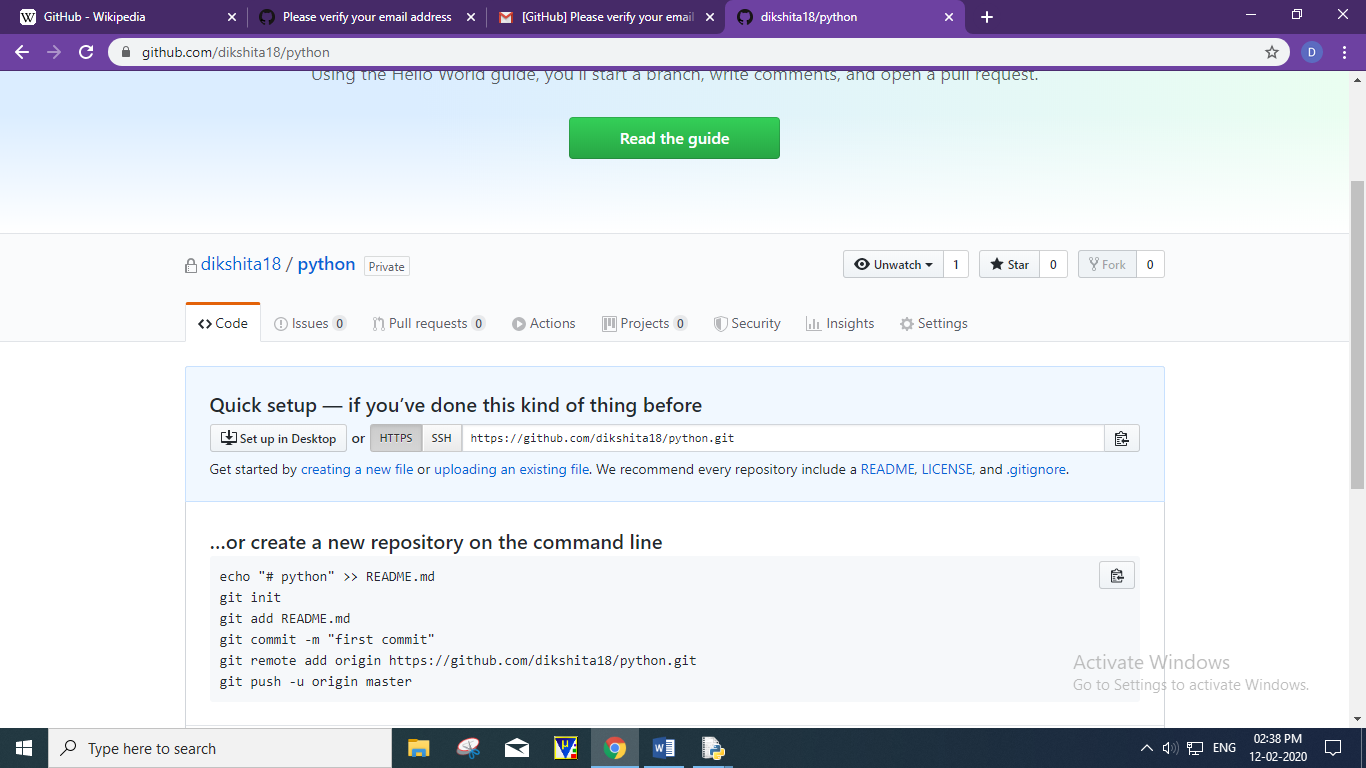 GitHub - Wikipedia
Please verify your email address
[GitHub] Please verify your email
dikshita18/python
github.com/dikshita18/python
D
Using the Hello World guide, you'll start a branch, write comments, and open a pull request.
Read the guide
dikshita18 / python Private
Unwatch 1 Star 0 Fork 0
Code Issues 0 Pull requests 0 Actions Projects 0 Security Insights Settings
Quick setup — if you've done this kind of thing before
Set up in Desktop or HTTPS SSH https://github.com/dikshita18/python.git
Get started by creating a new file or uploading an existing file. We recommend every repository include a README, LICENSE, and .gitignore.
…or create a new repository on the command line
echo "# python" >> README.md
git init
git add README.md
git commit -m "first commit"
git remote add origin https://github.com/dikshita18/python.git
git push -u origin master
Activate Windows
Go to Settings to activate Windows.
Type here to search
ENG
02:38 PM
12-02-2020